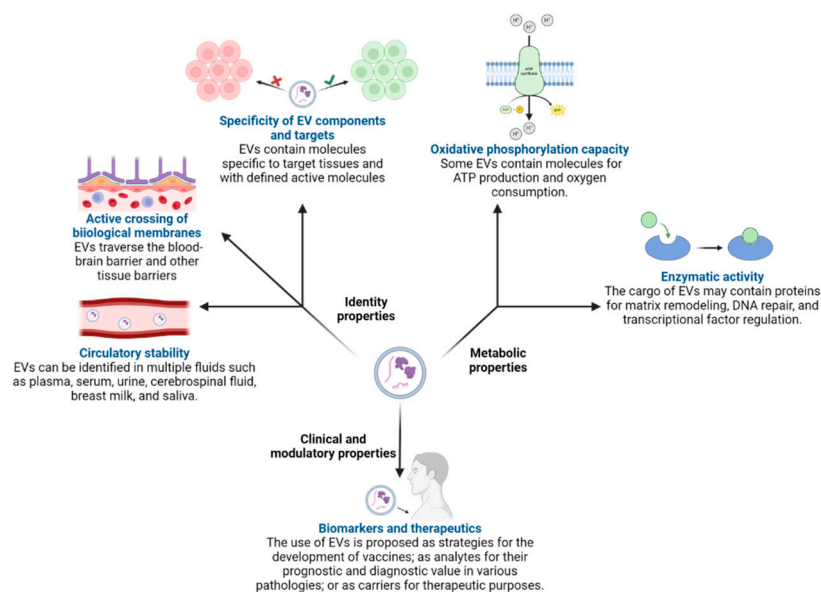 H⁺
H⁺
H⁺
ATP
synthase
ADP
P
ATP
H⁺
H⁺
Specificity of EV components
and targets
EVs contain molecules
specific to target tissues and
with defined active molecules
Oxidative phosphorylation capacity
Some EVs contain molecules for
ATP production and oxygen
consumption.
Active crossing of
biiological membranes
EVs traverse the blood-
brain barrier and other
tissue barriers
Enzymatic activity
The cargo of EVs may contain proteins
for matrix remodeling, DNA repair, and
transcriptional factor regulation.
Identity
properties
Circulatory stability
EVs can be identified in multiple fluids such
as plasma, serum, urine, cerebrospinal fluid,
breast milk, and saliva.
Metabolic
properties
Clinical and
modulatory properties
Biomarkers and therapeutics
The use of EVs is proposed as strategies for the
development of vaccines; as analytes for their
prognostic and diagnostic value in various
pathologies; or as carriers for therapeutic purposes.